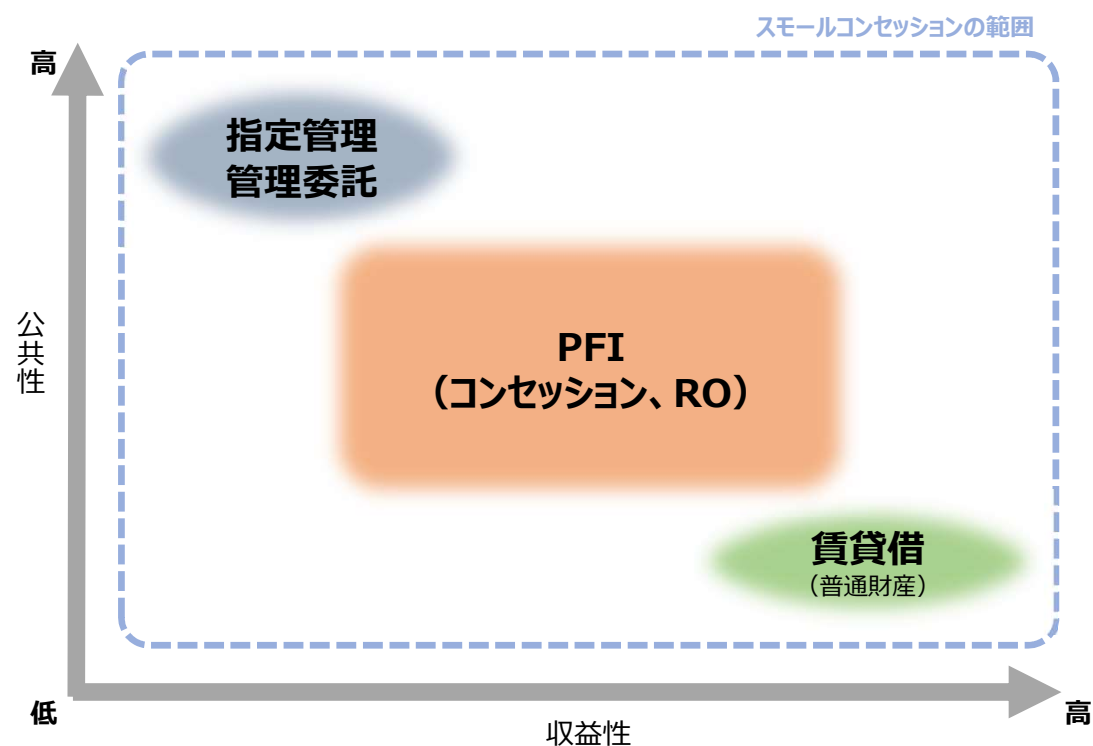 スモールコンセッションの範囲
高
指定管理
管理委託
公共性
PFI
（コンセッション、RO）
賃貸借
（普通財産）
低
高
収益性